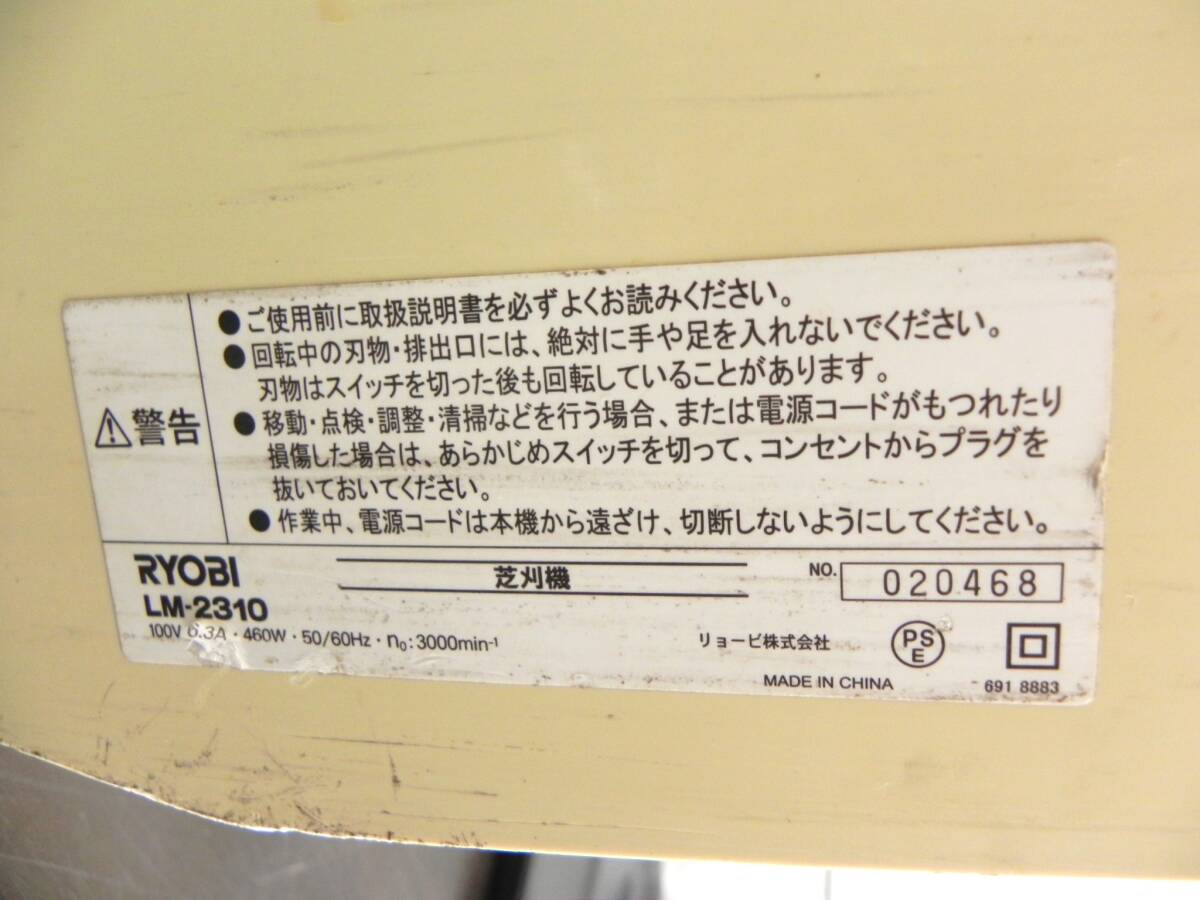 警告
●ご使用前に取扱説明書を必ずよくお読みください。
●回転中の刃物・排出口には、絶対に手や足を入れないでください。
刃物はスイッチを切った後も回転していることがあります。
●移動・点検・調整・清掃などを行う場合、または電源コードがもつれたり
損傷した場合は、あらかじめスイッチを切って、コンセントからプラグを
抜いておいてください。
●作業中、電源コードは本機から遠ざけ、切断しないようにしてください。
RYOBI
LM-2310
芝刈機
NO. 020468
100V 6.3A・460W・50/60Hz・n₀:3000min⁻¹
リョービ株式会社
PS
E
MADE IN CHINA
691 8883